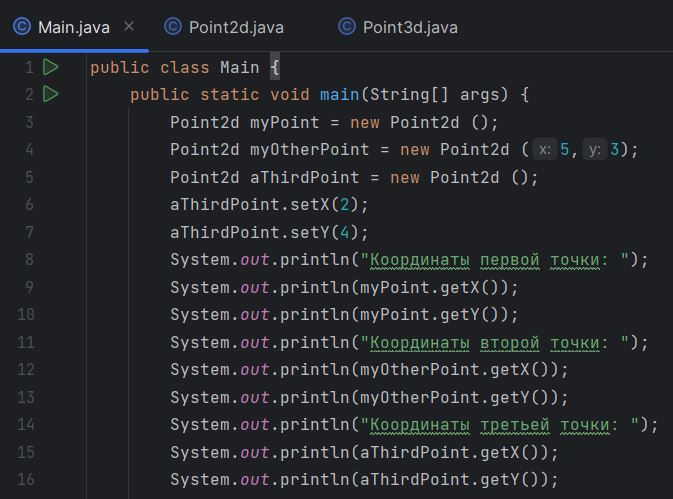 Main.java × Point2d.java Point3d.java
1 public class Main {
2 public static void main(String[] args) {
3 Point2d myPoint = new Point2d ();
4 Point2d myOtherPoint = new Point2d ( x: 5, y: 3);
5 Point2d aThirdPoint = new Point2d ();
6 aThirdPoint.setX(2);
7 aThirdPoint.setY(4);
8 System.out.println("Координаты первой точки: ");
9 System.out.println(myPoint.getX());
10 System.out.println(myPoint.getY());
11 System.out.println("Координаты второй точки: ");
12 System.out.println(myOtherPoint.getX());
13 System.out.println(myOtherPoint.getY());
14 System.out.println("Координаты третьей точки: ");
15 System.out.println(aThirdPoint.getX());
16 System.out.println(aThirdPoint.getY());